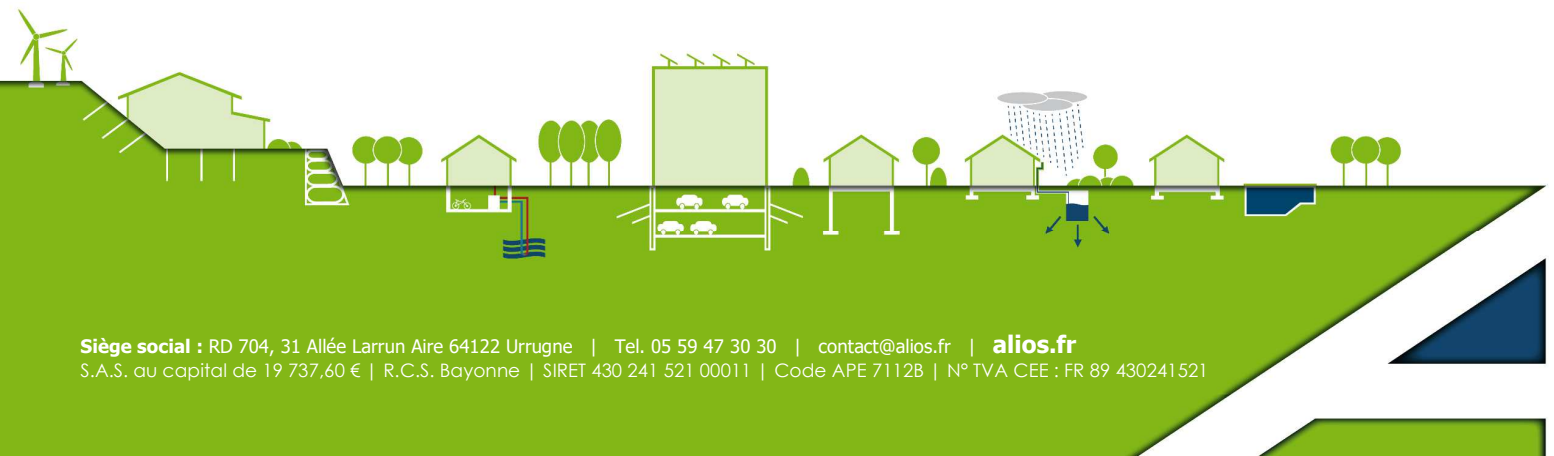 Siège social : RD 704, 31 Allée Larrun Aire 64122 Urrugne | Tel. 05 59 47 30 30 | contact@alios.fr | alios.fr
S.A.S. au capital de 19 737,60 € | R.C.S. Bayonne | SIRET 430 241 521 00011 | Code APE 7112B | N° TVA CEE : FR 89 430241521